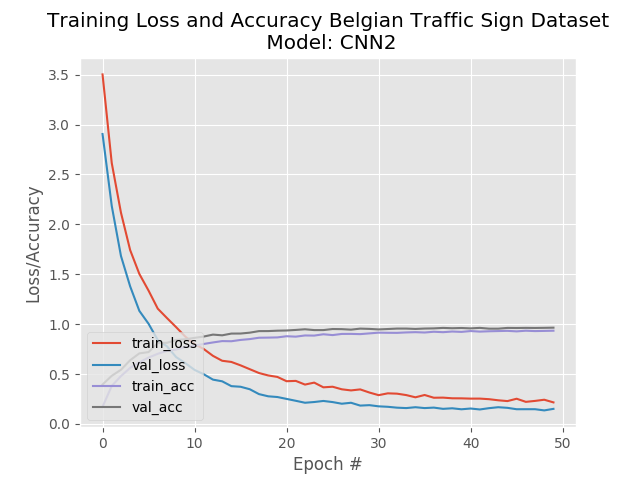 Training Loss and Accuracy Belgian Traffic Sign Dataset
Model: CNN2
Loss/Accuracy
3.5
3.0
2.5
2.0
1.5
1.0
0.5
0.0
train_loss
val_loss
train_acc
val_acc
0 10 20 30 40 50
Epoch #